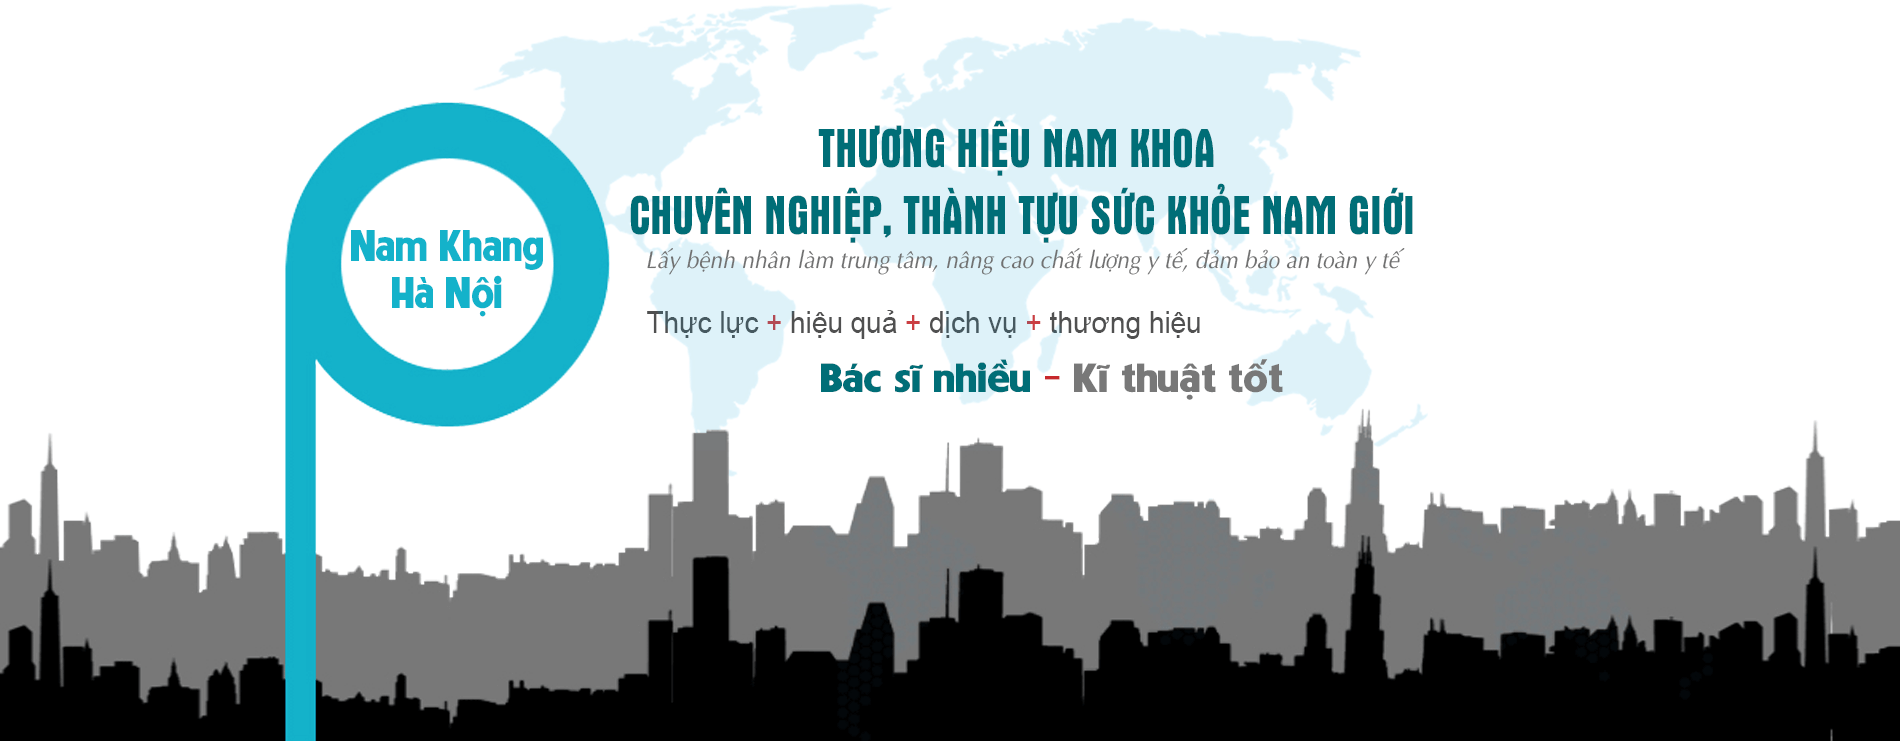 Nam Khang
Hà Nội
THƯƠNG HIỆU NAM KHOA
CHUYÊN NGHIỆP, THÀNH TỰU SỨC KHỎE NAM GIỚI
Lấy bệnh nhân làm trung tâm, nâng cao chất lượng y tế, đảm bảo an toàn y tế
Thực lực + hiệu quả + dịch vụ + thương hiệu
Bác sĩ nhiều - Kĩ thuật tốt